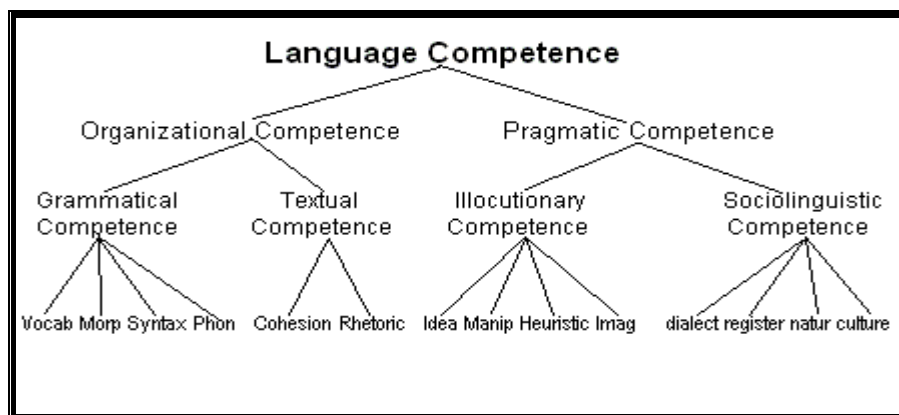 Language Competence
Organizational Competence Pragmatic Competence
Grammatical Textual Illocutionary Sociolinguistic
Competence Competence Competence Competence
Vocab Morp Syntax Phon Cohesion Rhetoric Idea Manip Heuristic Imag dialect register natur culture